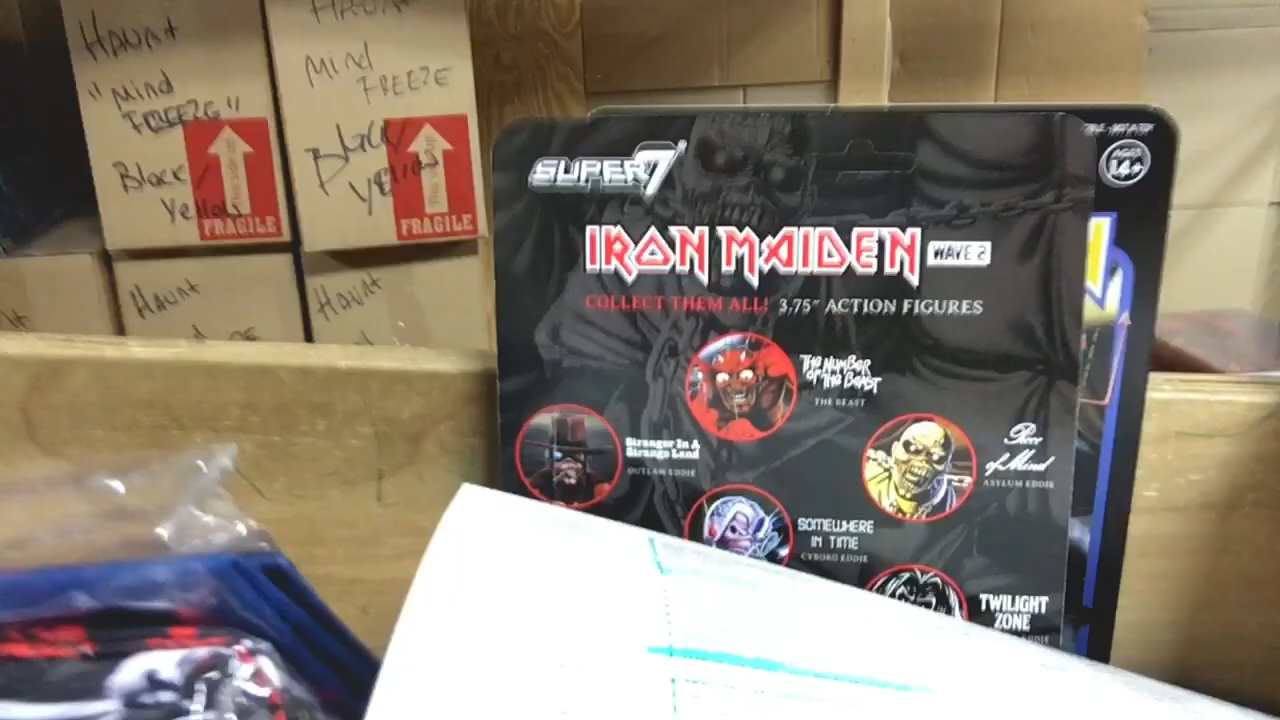 HAUNT
"MIND
FREEZE"
Black/
Yellow
FRAGILE
MIND
FREEZE
Black/
Yellow
FRAGILE
HAUNT
HAUNT
SUPER7
AGES
14+
IRON MAIDEN WAVE 2
COLLECT THEM ALL! 3.75" ACTION FIGURES
THE NUMBER
OF THE BEAST
THE BEAST
Stranger In A
Strange Land
OUTLAW EDDIE
Piece
of Mind
ASYLUM EDDIE
SOMEWHERE
IN TIME
CYBORG EDDIE
TWILIGHT
ZONE